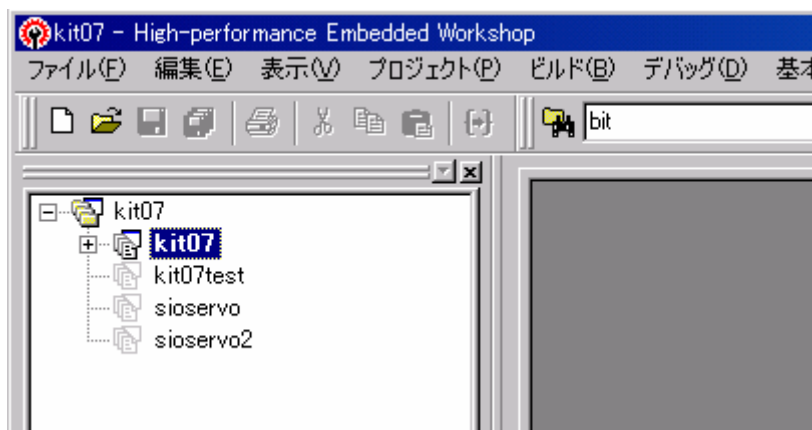 kit07 - High-performance Embedded Workshop
ファイル(F) 編集(E) 表示(V) プロジェクト(P) ビルド(B) デバッグ(D) 基本
bit
kit07
kit07
kit07test
sioservo
sioservo2